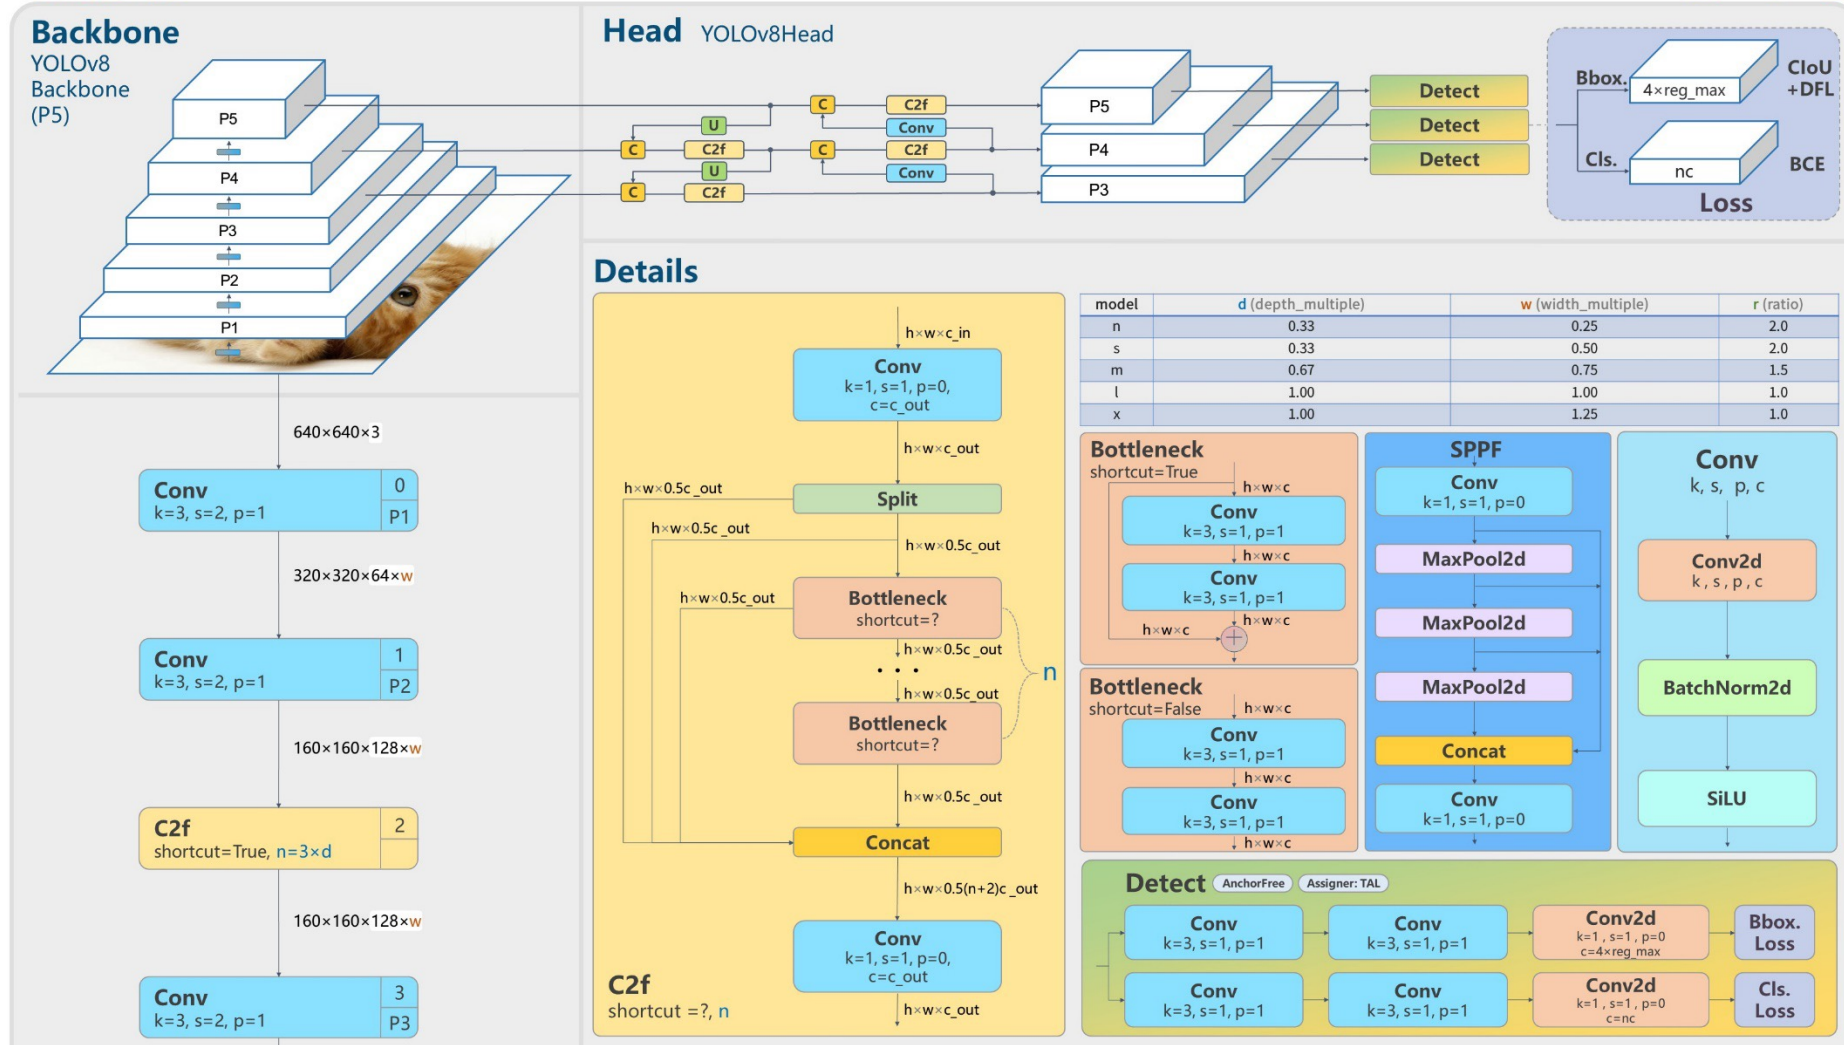 Backbone
YOLOv8
Backbone
(P5)
P5
P4
P3
P2
P1
640×640×3
Conv
k=3, s=2, p=1
0
P1
320×320×64×w
Conv
k=3, s=2, p=1
1
P2
160×160×128×w
C2f
shortcut=True, n=3×d
2
160×160×128×w
Conv
k=3, s=2, p=1
3
P3
Head YOLOv8Head
C
C2f
U
Conv
C
C2f
C
C2f
U
Conv
C
C2f
P5
P4
P3
Detect
Detect
Detect
Bbox.
4×reg_max
CIoU
+DFL
Cls.
nc
BCE
Loss
Details
h×w×c_in
Conv
k=1, s=1, p=0,
c=c_out
h×w×c_out
Split
h×w×0.5c_out
h×w×0.5c_out
h×w×0.5c_out
Bottleneck
shortcut=?
h×w×0.5c_out
h×w×0.5c_out
. . .
n
h×w×0.5c_out
Bottleneck
shortcut=?
h×w×0.5c_out
Concat
h×w×0.5(n+2)c_out
Conv
k=1, s=1, p=0,
c=c_out
h×w×c_out
C2f
shortcut =?, n
model d (depth_multiple) w (width_multiple) r (ratio)
n 0.33 0.25 2.0
s 0.33 0.50 2.0
m 0.67 0.75 1.5
l 1.00 1.00 1.0
x 1.00 1.25 1.0
Bottleneck
shortcut=True
h×w×c
Conv
k=3, s=1, p=1
h×w×c
Conv
k=3, s=1, p=1
h×w×c
h×w×c
+
Bottleneck
shortcut=False
h×w×c
Conv
k=3, s=1, p=1
h×w×c
Conv
k=3, s=1, p=1
h×w×c
SPPF
Conv
k=1, s=1, p=0
MaxPool2d
MaxPool2d
MaxPool2d
Concat
Conv
k=1, s=1, p=0
Conv
k, s, p, c
Conv2d
k, s, p, c
BatchNorm2d
SiLU
Detect AnchorFree Assigner: TAL
Conv
k=3, s=1, p=1
Conv
k=3, s=1, p=1
Conv2d
k=1, s=1, p=0
c=4×reg_max
Bbox.
Loss
Conv
k=3, s=1, p=1
Conv
k=3, s=1, p=1
Conv2d
k=1, s=1, p=0
c=nc
Cls.
Loss